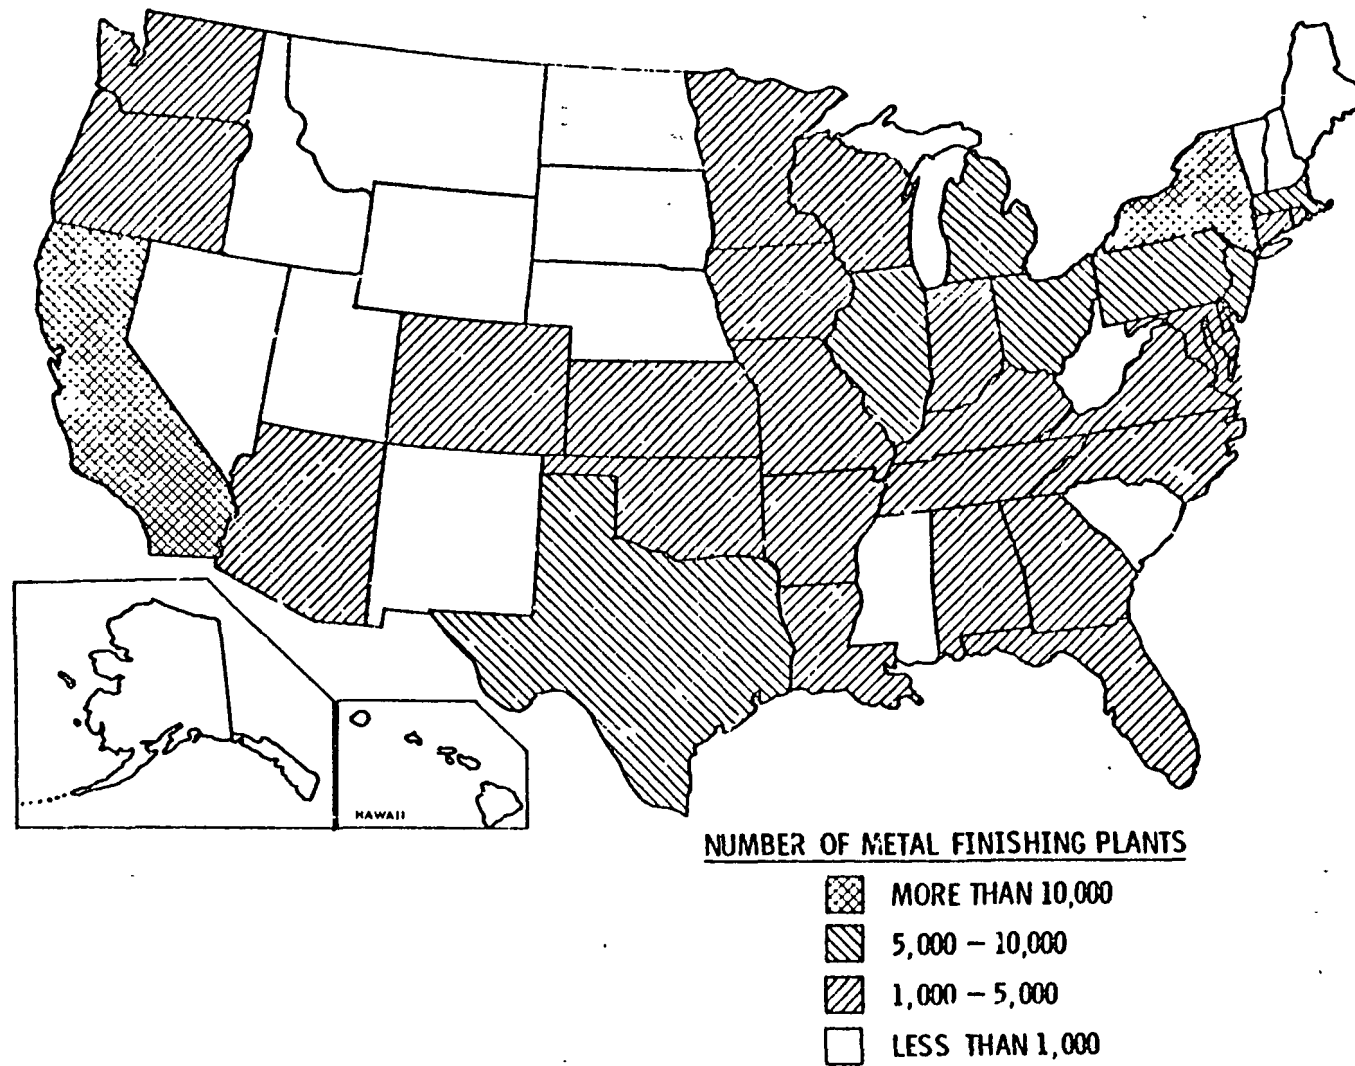 HAWAII
NUMBER OF METAL FINISHING PLANTS
MORE THAN 10,000
5,000 — 10,000
1,000 — 5,000
LESS THAN 1,000